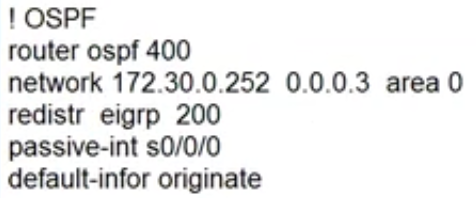 ! OSPF
router ospf 400
network 172.30.0.252 0.0.0.3 area 0
redistr eigrp 200
passive-int s0/0/0
default-infor originate